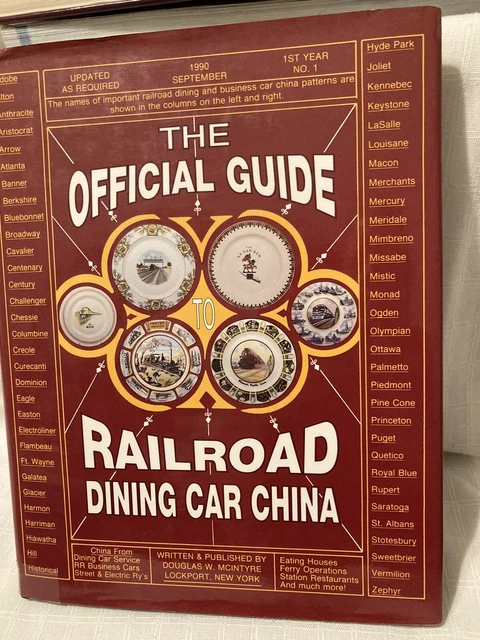 UPDATED
AS REQUIRED
1990
SEPTEMBER
1ST YEAR
NO. 1
The names of important railroad dining and business car china patterns are
shown in the columns on the left and right.
THE
OFFICIAL GUIDE
TO
RAILROAD
DINING CAR CHINA
China From
Dining Car Service
RR Business Cars
Street & Electric Ry's
WRITTEN & PUBLISHED BY
DOUGLAS W. MCINTYRE
LOCKPORT, NEW YORK
Eating Houses
Ferry Operations
Station Restaurants
And much more!
dobe
lton
Anthracite
Aristocrat
Arrow
Atlanta
Banner
Berkshire
Bluebonnet
Broadway
Cavalier
Centenary
Century
Challenger
Chessie
Columbine
Creole
Curecanti
Dominion
Eagle
Easton
Electroliner
Flambeau
Ft. Wayne
Galatea
Glacier
Harmon
Harriman
Hiawatha
Hill
Historical
Hyde Park
Joliet
Kennebec
Keystone
LaSalle
Louisane
Macon
Merchants
Mercury
Meridale
Mimbreno
Missabe
Mistic
Monad
Ogden
Olympian
Ottawa
Palmetto
Piedmont
Pine Cone
Princeton
Puget
Quetico
Royal Blue
Rupert
Saratoga
St. Albans
Stotesbury
Sweetbrier
Vermilion
Zephyr